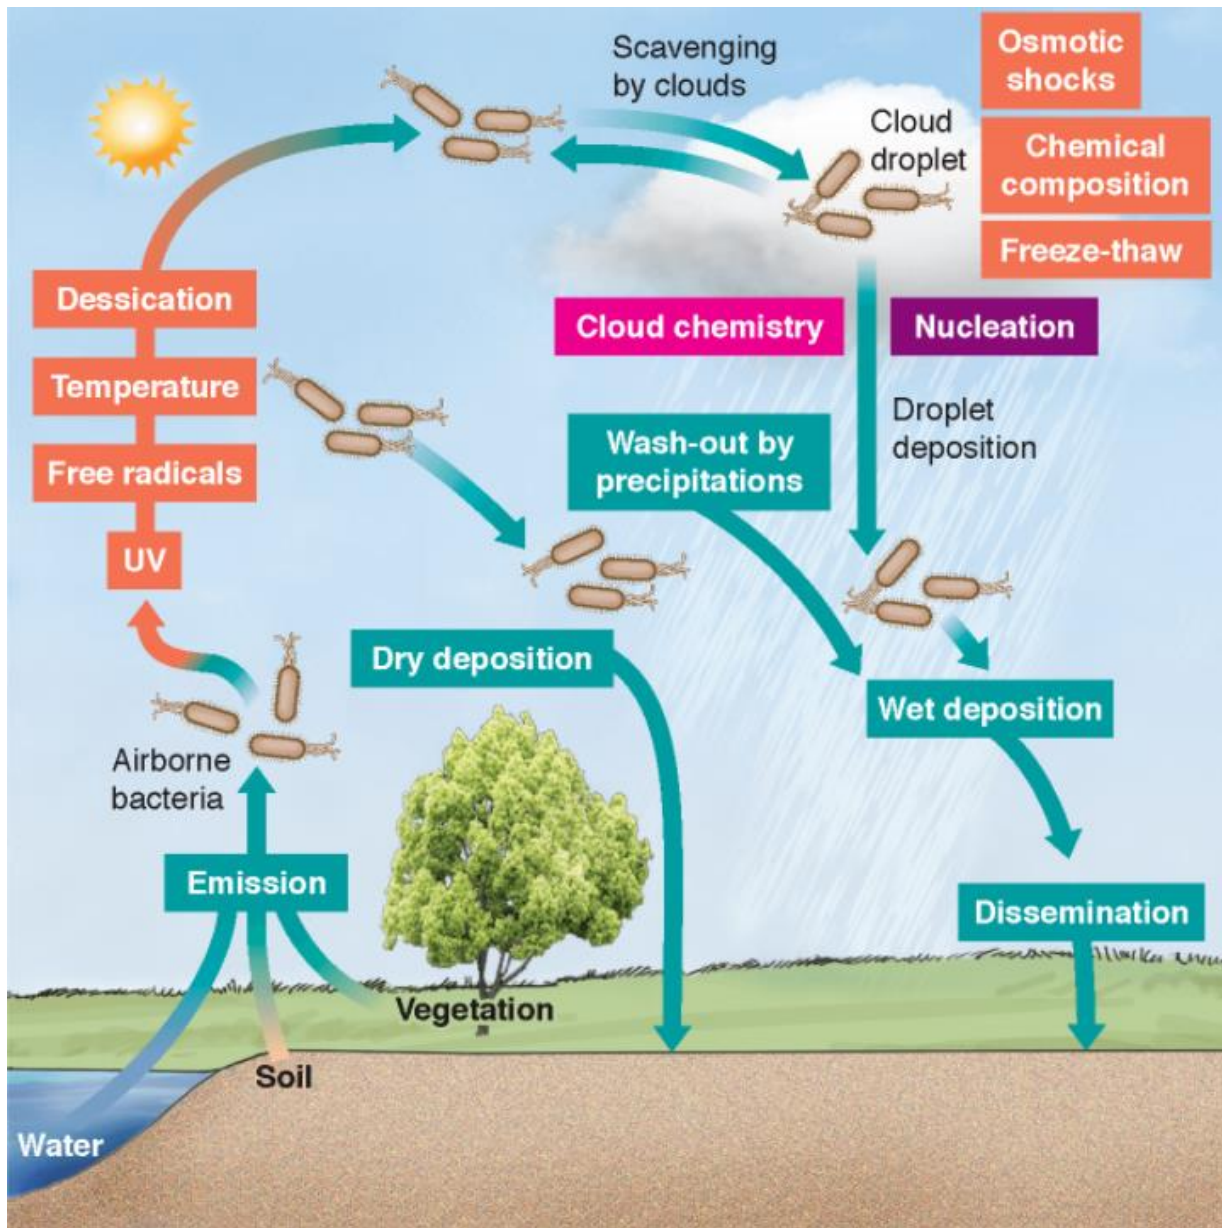 Scavenging
by clouds
Osmotic
shocks
Cloud
droplet
Chemical
composition
Freeze-thaw
Dessication
Cloud chemistry
Nucleation
Temperature
Droplet
deposition
Wash-out by
precipitations
Free radicals
UV
Dry deposition
Wet deposition
Airborne
bacteria
Emission
Dissemination
Vegetation
Soil
Water